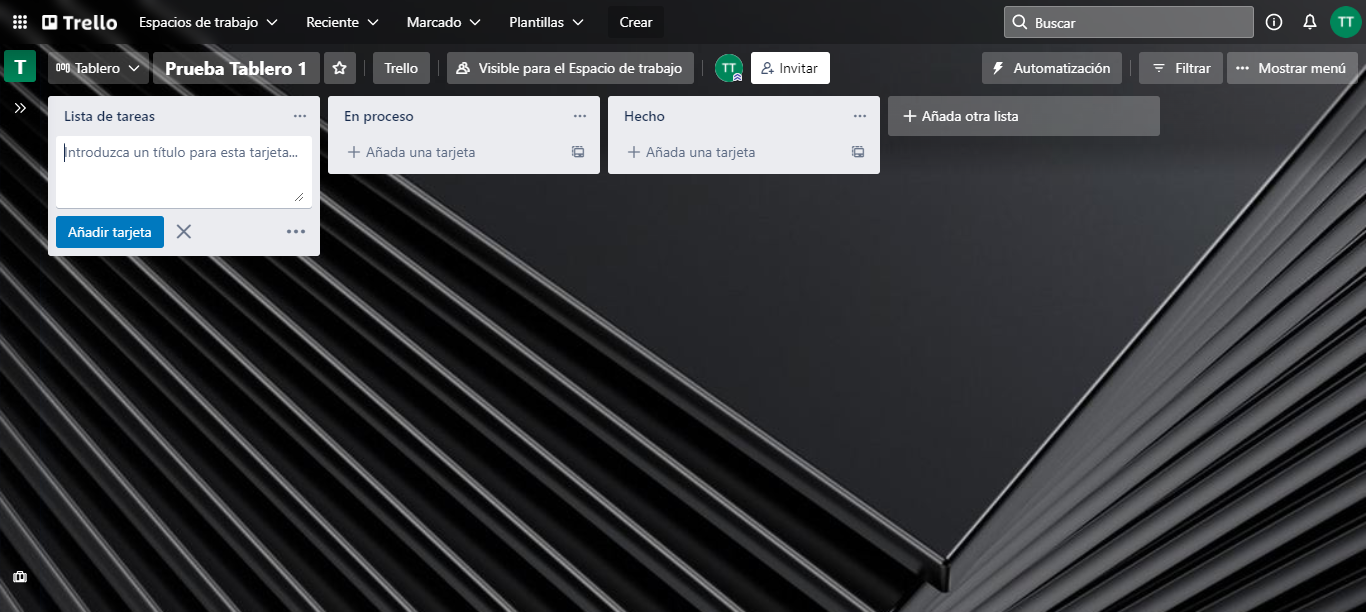 Trello Espacios de trabajo Reciente Marcado Plantillas Crear Buscar TT
T Tablero Prueba Tablero 1 Trello Visible para el Espacio de trabajo TT Invitar Automatización Filtrar Mostrar menú
Lista de tareas
Introduzca un título para esta tarjeta...
Añadir tarjeta
En proceso
Añada una tarjeta
Hecho
Añada una tarjeta
Añada otra lista